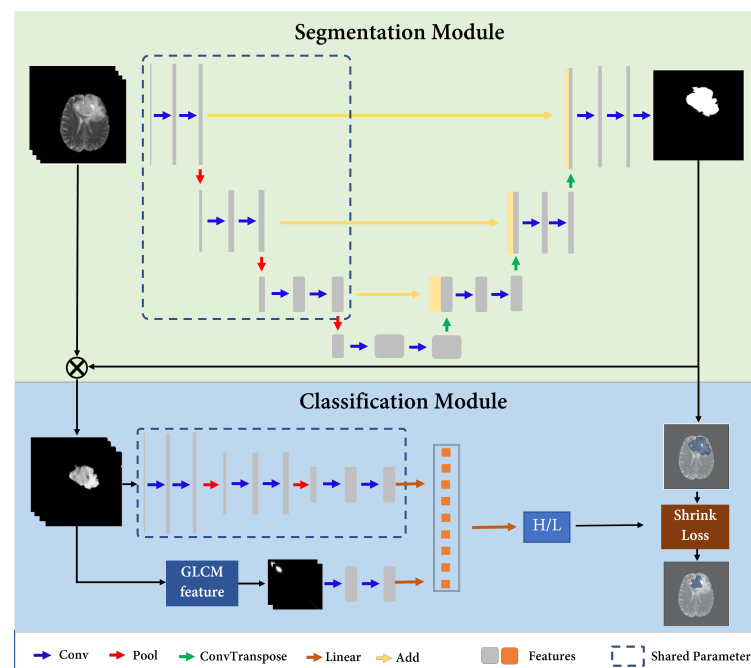 Segmentation Module
Classification Module
GLCM
feature
H/L
Shrink
Loss
Conv
Pool
ConvTranspose
Linear
Add
Features
Shared Parameter